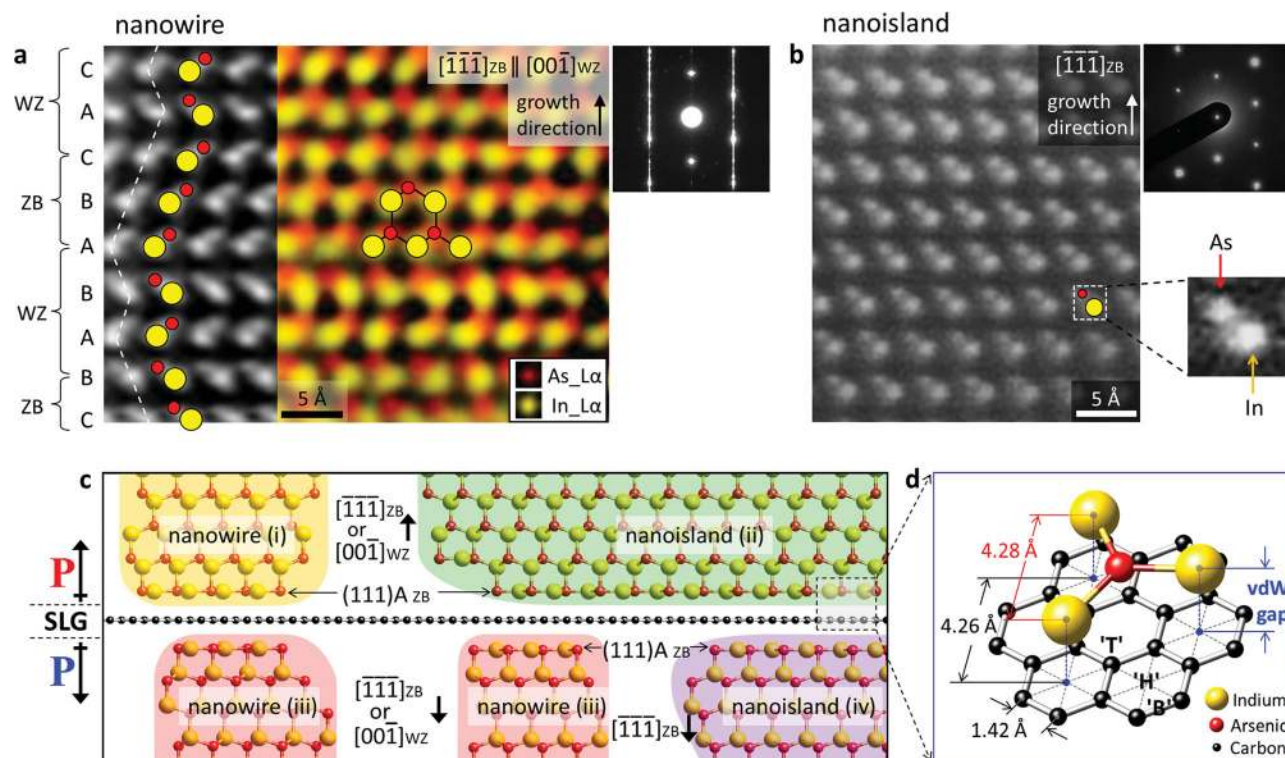 nanowire
nanoisland
a
WZ
ZB
WZ
ZB
C
A
C
B
A
B
A
B
C
[1̅1̅1̅]ZB ∥ [001̅]WZ
growth
direction
5 Å
As_Lα
In_Lα
b
[1̅1̅1̅]ZB
growth
direction
5 Å
As
In
c
P
SLG
P
nanowire (i)
[1̅1̅1̅]ZB
or
[001̅]WZ
nanoisland (ii)
(111)A ZB
(111)A ZB
nanowire (iii)
[1̅1̅1̅]ZB
or
[001̅]WZ
nanowire (iii)
[1̅1̅1̅]ZB
nanoisland (iv)
d
4.28 Å
4.26 Å
1.42 Å
vdW
gap
'T'
'H'
'B'
Indium
Arsenic
Carbon